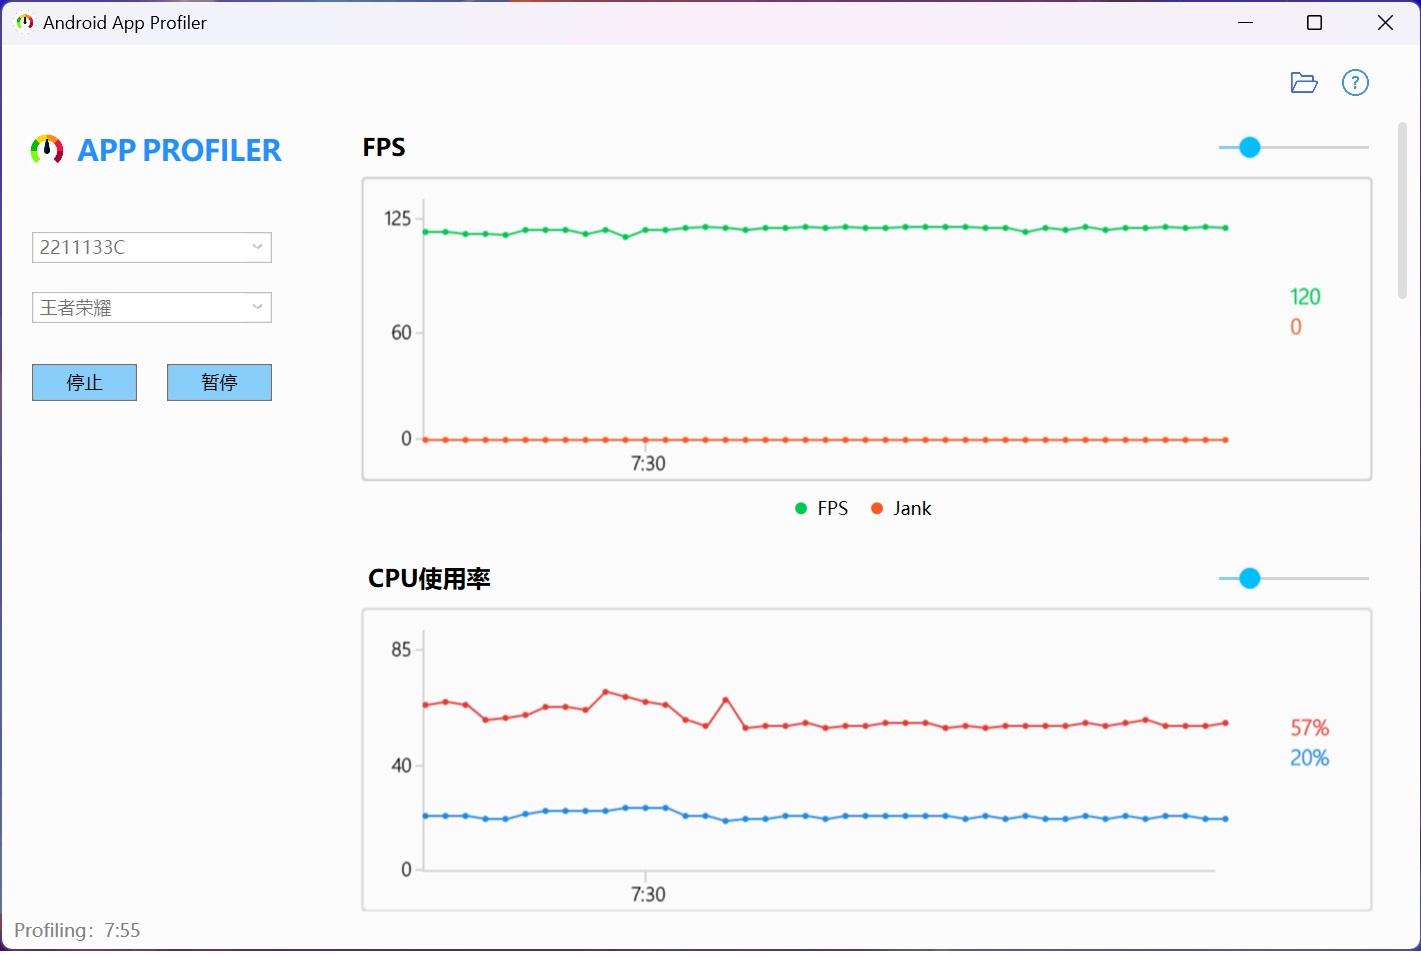 Android App Profiler
APP PROFILER
2211133C
王者荣耀
停止 暂停
FPS
125
60
0
7:30
120
0
FPS Jank
CPU使用率
85
40
0
7:30
57%
20%
Profiling: 7:55